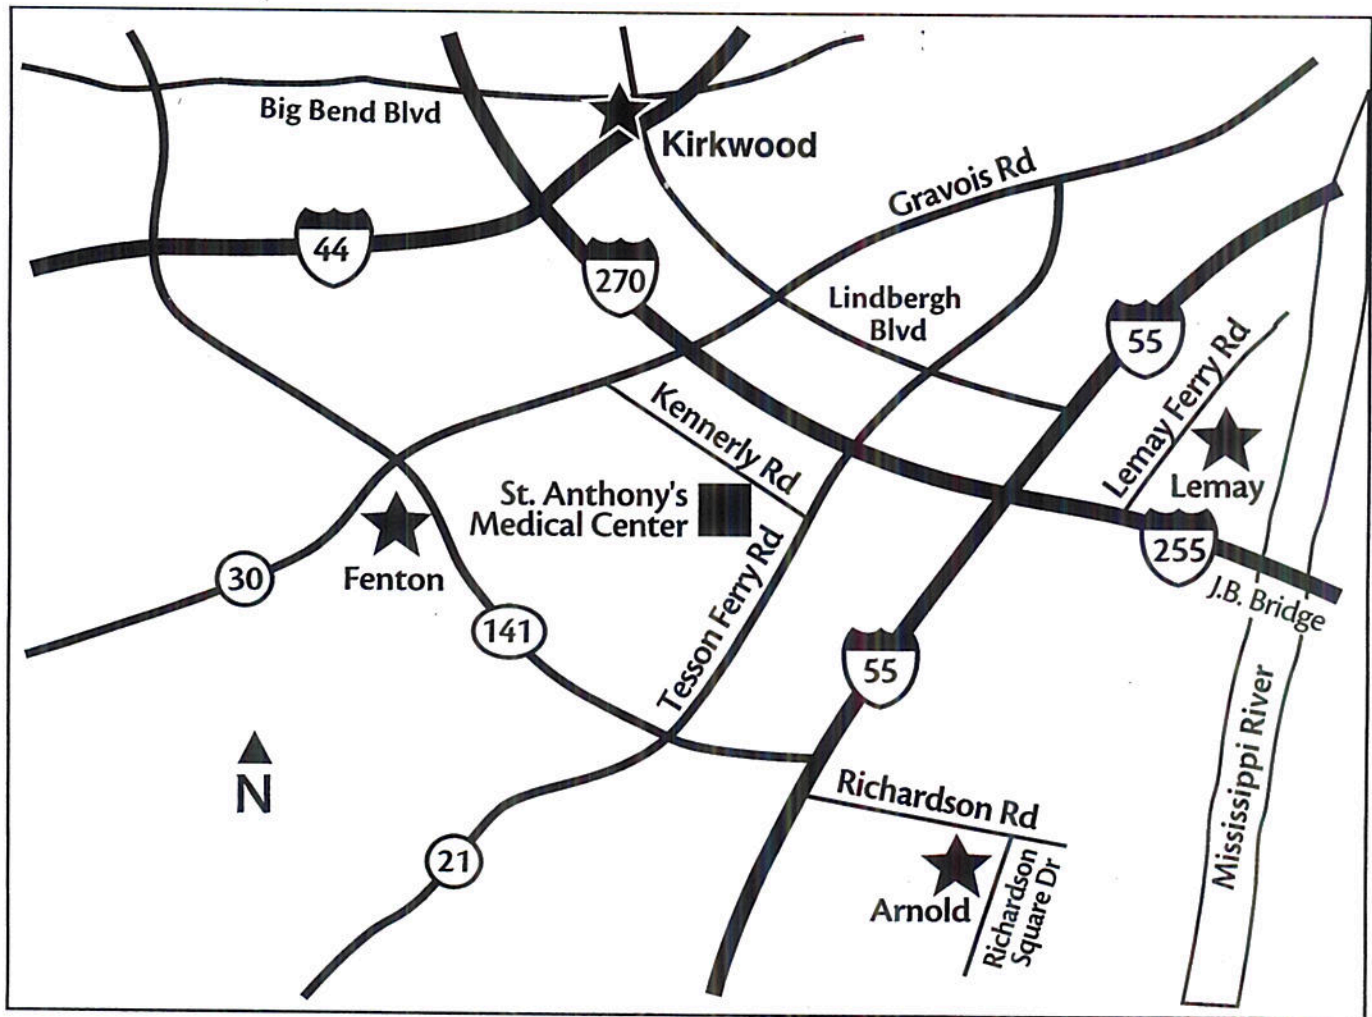 Big Bend Blvd
Kirkwood
Gravois Rd
44
270
Lindbergh
Blvd
55
Lemay Ferry Rd
Kennerly Rd
Lemay
St. Anthony's
Medical Center
30
Fenton
255
J.B. Bridge
141
Tesson Ferry Rd
55
Mississippi River
N
Richardson Rd
21
Arnold
Richardson
Square Dr